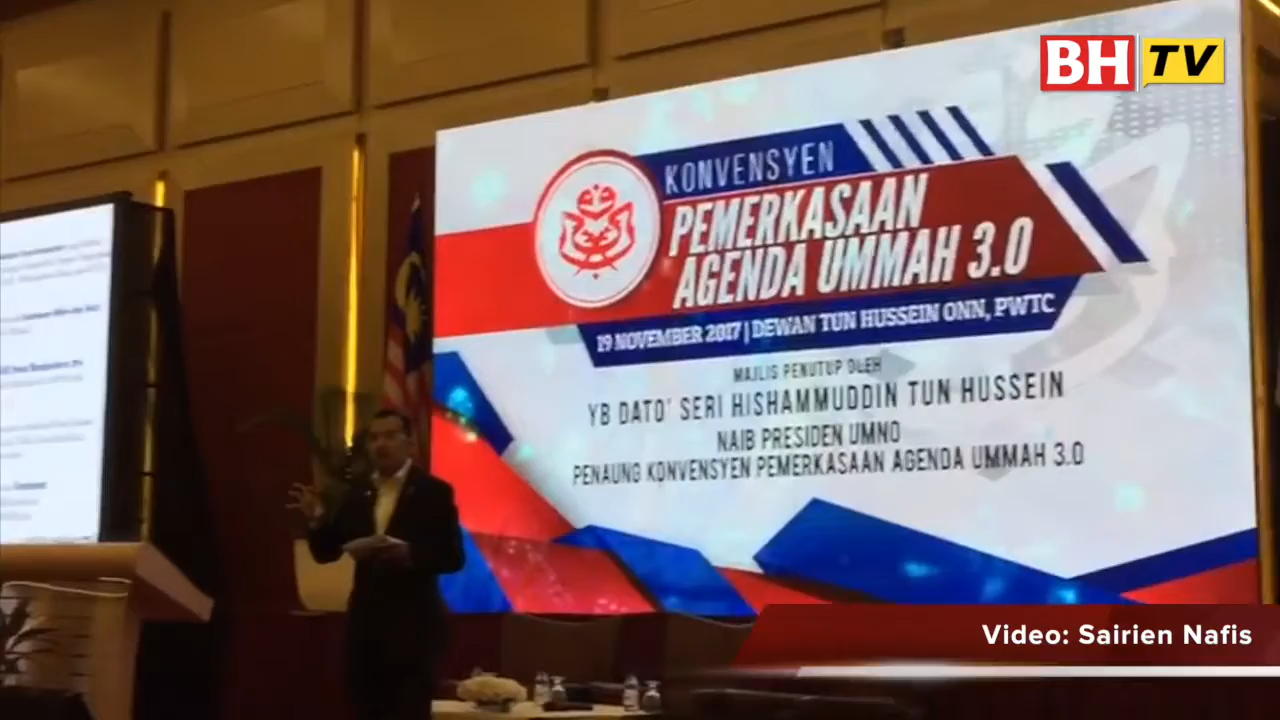 BH TV
KONVENSYEN
PEMERKASAAN
AGENDA UMMAH 3.0
19 NOVEMBER 2017 | DEWAN TUN HUSSEIN ONN, PWTC
MAJLIS PENUTUP OLEH
YB DATO' SERI HISHAMMUDDIN TUN HUSSEIN
NAIB PRESIDEN UMNO
PENAUNG KONVENSYEN PEMERKASAAN AGENDA UMMAH 3.0
Video: Sairien Nafis